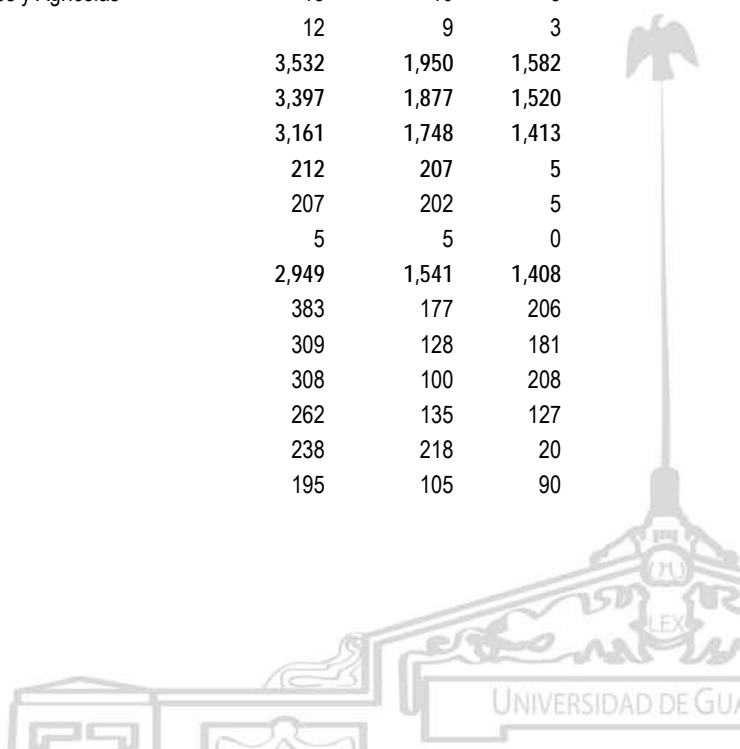 y Agrícolas
12 9 3
3,532 1,950 1,582
3,397 1,877 1,520
3,161 1,748 1,413
212 207 5
207 202 5
5 5 0
2,949 1,541 1,408
383 177 206
309 128 181
308 100 208
262 135 127
238 218 20
195 105 90
LEX
UNIVERSIDAD DE GUA